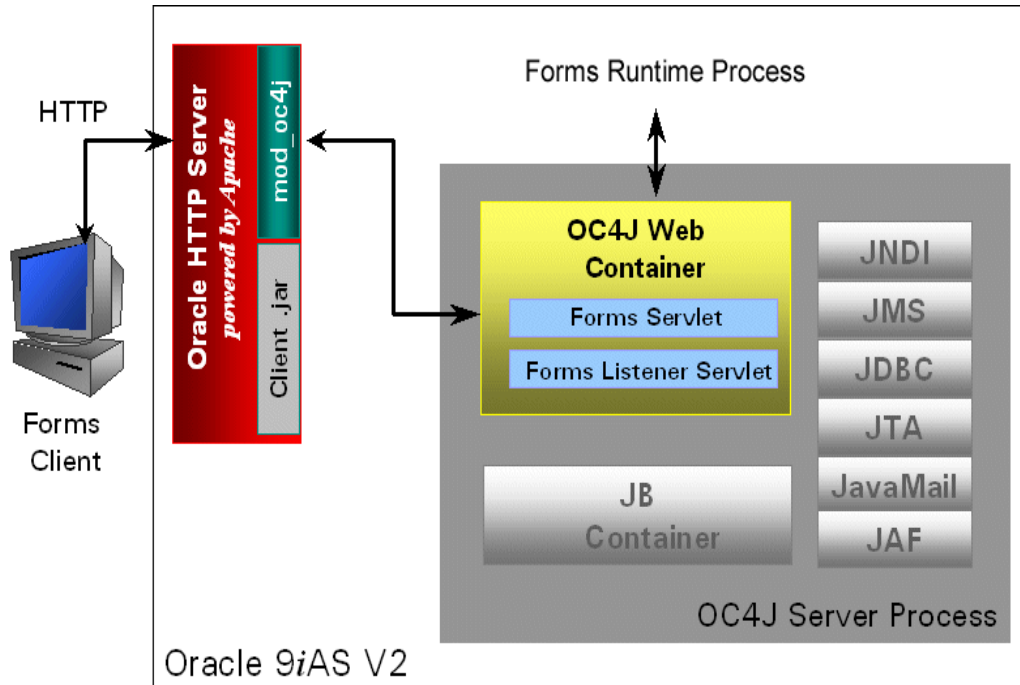 HTTP
Forms
Client
Oracle HTTP Server
powered by Apache
mod_oc4j
Client .jar
Forms Runtime Process
OC4J Web
Container
Forms Servlet
Forms Listener Servlet
JB
Container
JNDI
JMS
JDBC
JTA
JavaMail
JAF
OC4J Server Process
Oracle 9iAS V2